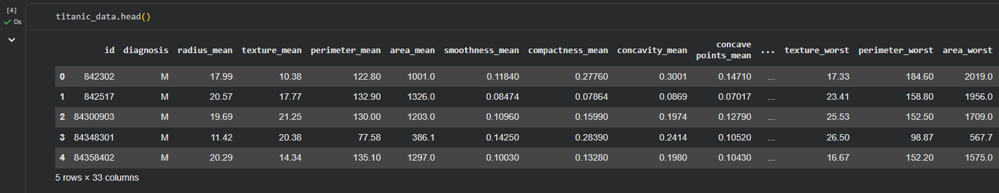 [4]
0s
titanic_data.head()
id diagnosis radius_mean texture_mean perimeter_mean area_mean smoothness_mean compactness_mean concavity_mean concave points_mean ... texture_worst perimeter_worst area_worst
0 842302 M 17.99 10.38 122.80 1001.0 0.11840 0.27760 0.3001 0.14710 ... 17.33 184.60 2019.0
1 842517 M 20.57 17.77 132.90 1326.0 0.08474 0.07864 0.0869 0.07017 ... 23.41 158.80 1956.0
2 84300903 M 19.69 21.25 130.00 1203.0 0.10960 0.15990 0.1974 0.12790 ... 25.53 152.50 1709.0
3 84348301 M 11.42 20.38 77.58 386.1 0.14250 0.28390 0.2414 0.10520 ... 26.50 98.87 567.7
4 84358402 M 20.29 14.34 135.10 1297.0 0.10030 0.13280 0.1980 0.10430 ... 16.67 152.20 1575.0
5 rows × 33 columns